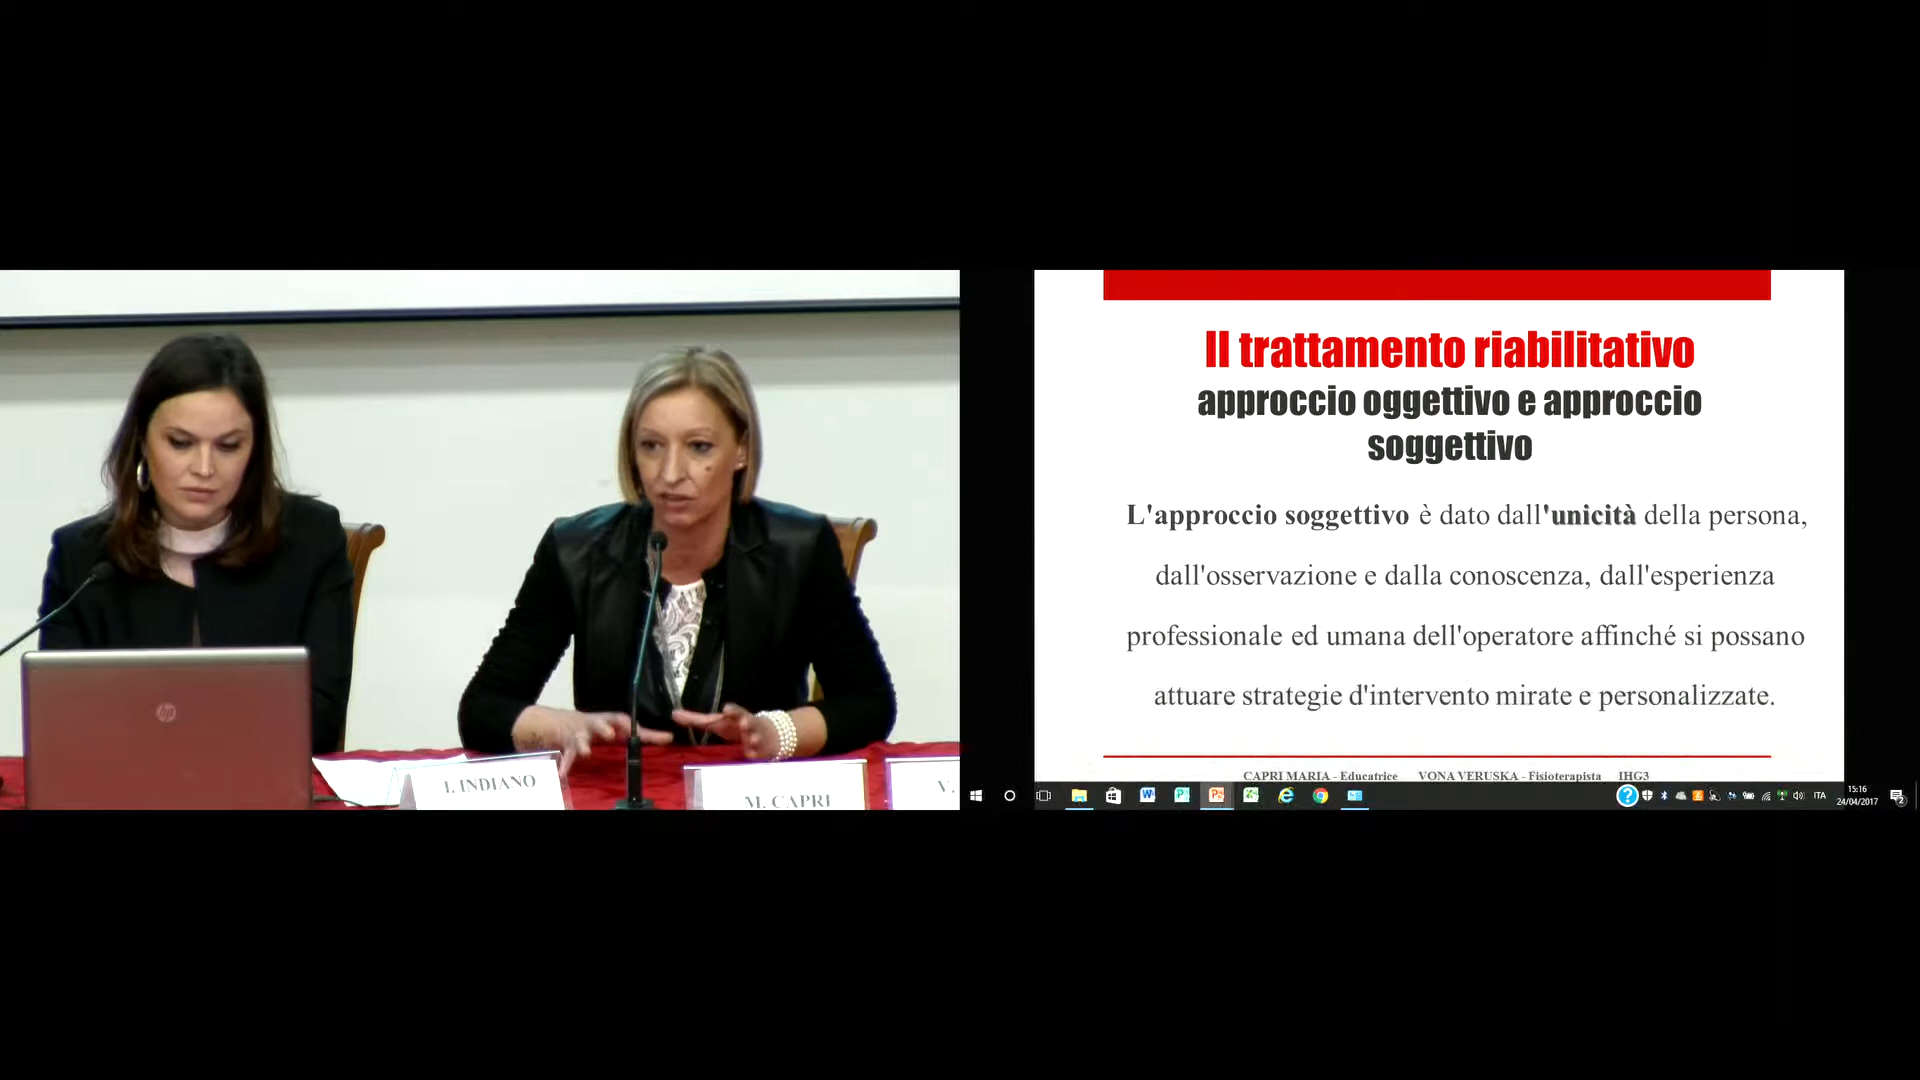 hp
I. INDIANO
M. CAPRI
V.
Il trattamento riabilitativo
approccio oggettivo e approccio
soggettivo
L'approccio soggettivo è dato dall'unicità della persona,
dall'osservazione e dalla conoscenza, dall'esperienza
professionale ed umana dell'operatore affinché si possano
attuare strategie d'intervento mirate e personalizzate.
CAPRI MARIA - Educatrice VONA VERUSKA - Fisioterapista IHG3
ITA
15:16
24/04/2017
2